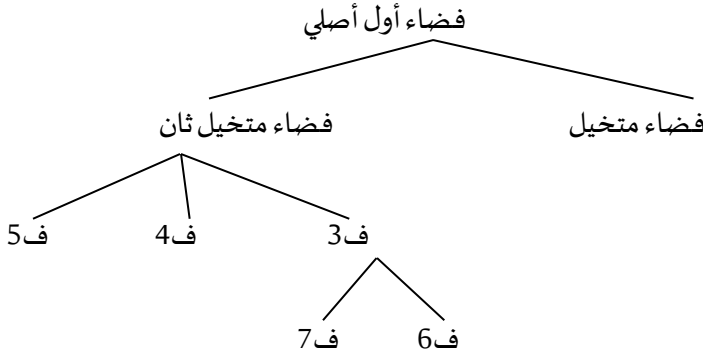 فضاء أول أصلي
فضاء متخيل
فضاء متخيل ثان
ف3
ف4
ف5
ف6
ف7